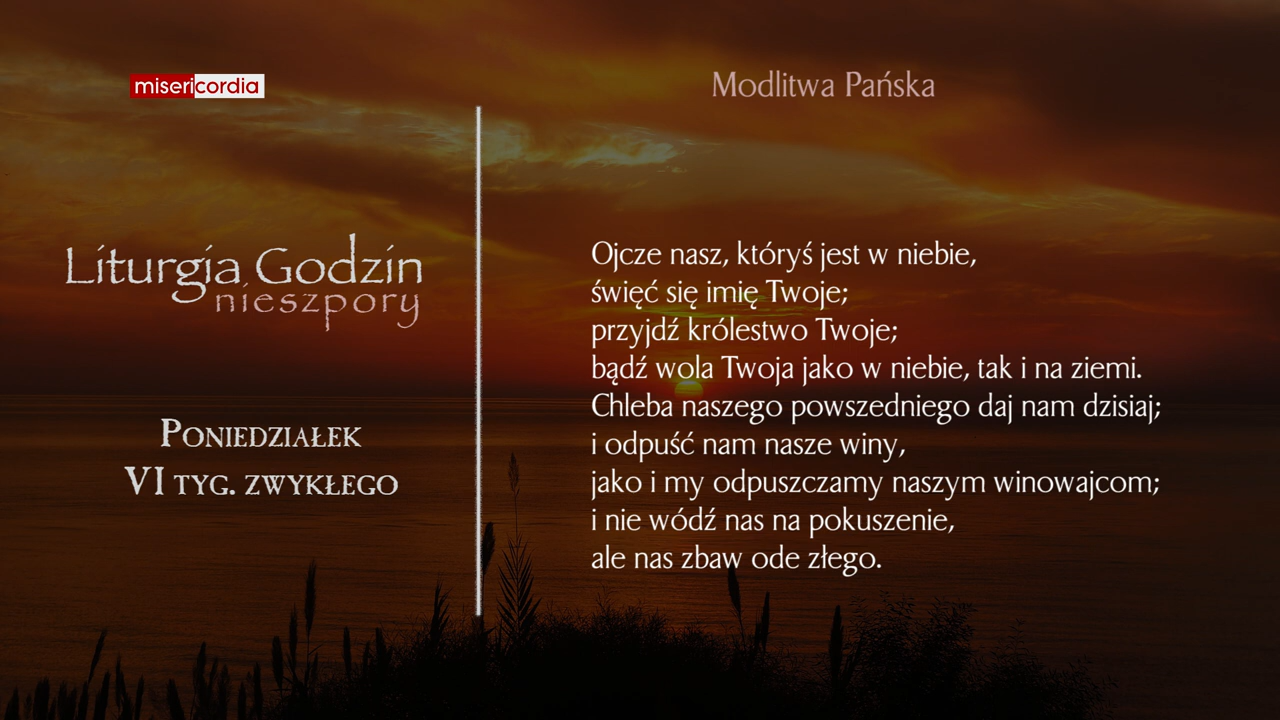 misericordia
Liturgia Godzin
nieszpory
Poniedziałek
VI tyg. zwykłego
Modlitwa Pańska
Ojcze nasz, któryś jest w niebie,
święć się imię Twoje;
przyjdź królestwo Twoje;
bądź wola Twoja jako w niebie, tak i na ziemi.
Chleba naszego powszedniego daj nam dzisiaj;
i odpuść nam nasze winy,
jako i my odpuszczamy naszym winowajcom;
i nie wódź nas na pokuszenie,
ale nas zbaw ode złego.